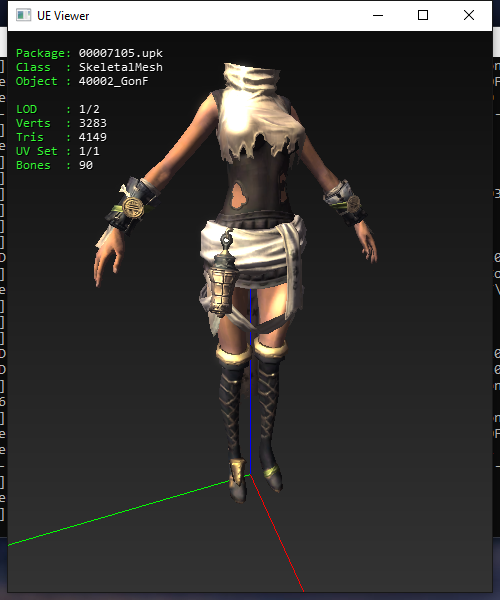 UE Viewer
Package: 00007105.upk
Class : SkeletalMesh
Object : 40002_GonF
LOD : 1/2
Verts : 3283
Tris : 4149
UV Set : 1/1
Bones : 90